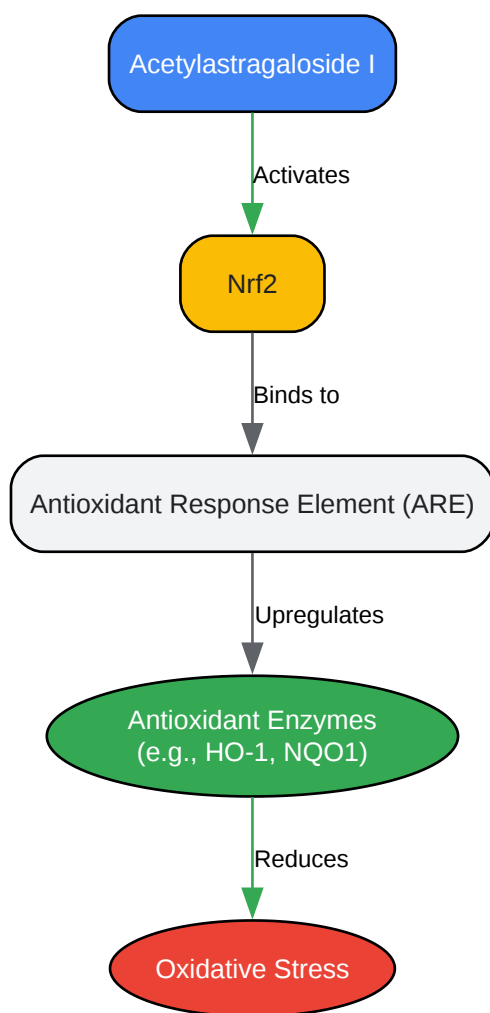 Acetylastragaloside I
Activates
Nrf2
Binds to
Antioxidant Response Element (ARE)
Upregulates
Antioxidant Enzymes
(e.g., HO-1, NQO1)
Reduces
Oxidative Stress